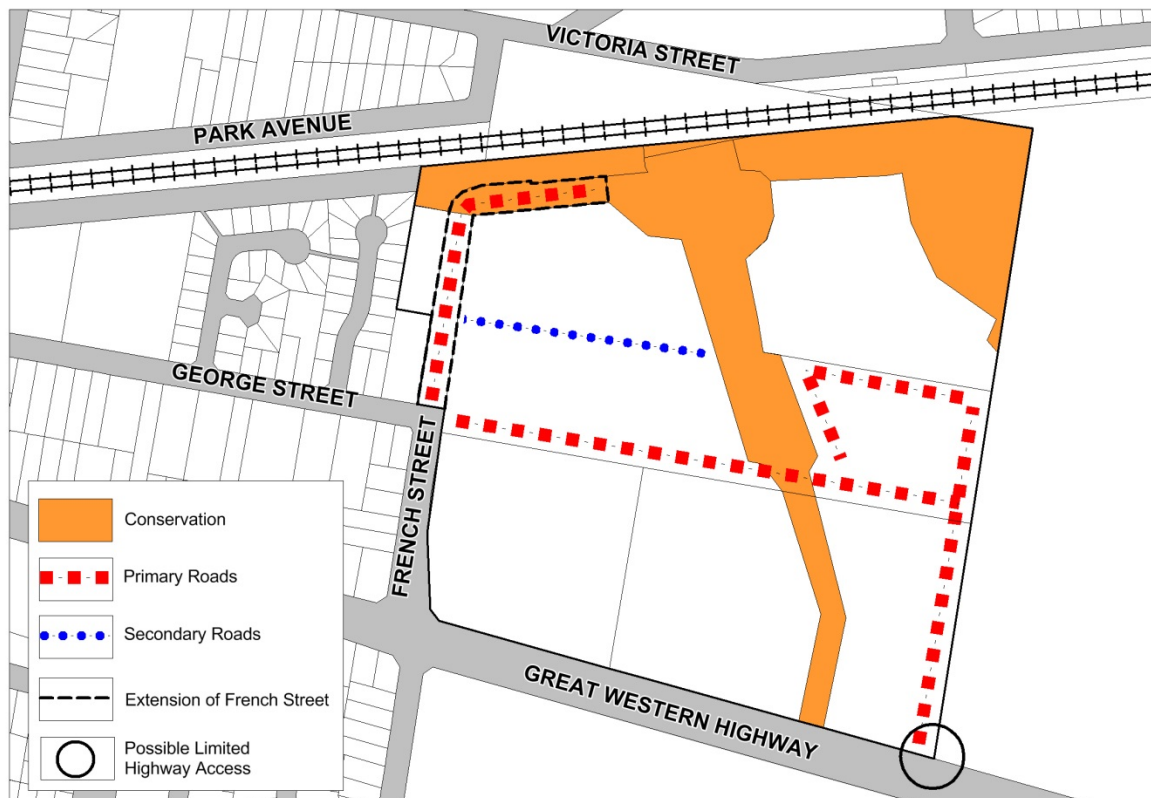 VICTORIA STREET
PARK AVENUE
GEORGE STREET
FRENCH STREET
GREAT WESTERN HIGHWAY
Conservation
Primary Roads
Secondary Roads
Extension of French Street
Possible Limited
Highway Access